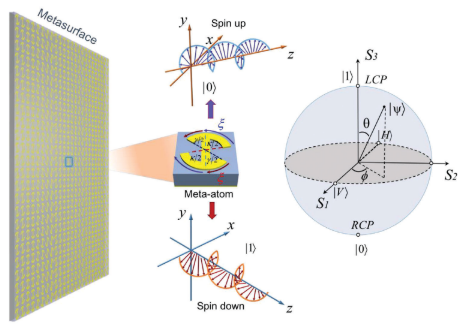 Metasurface
y
Spin up
x
z
|0⟩
ξ
Meta-atom
y
x
|1⟩
z
Spin down
S₃
|1⟩
LCP
|ψ⟩
θ
|H⟩
S₂
ϕ
|V⟩
S₁
RCP
|0⟩